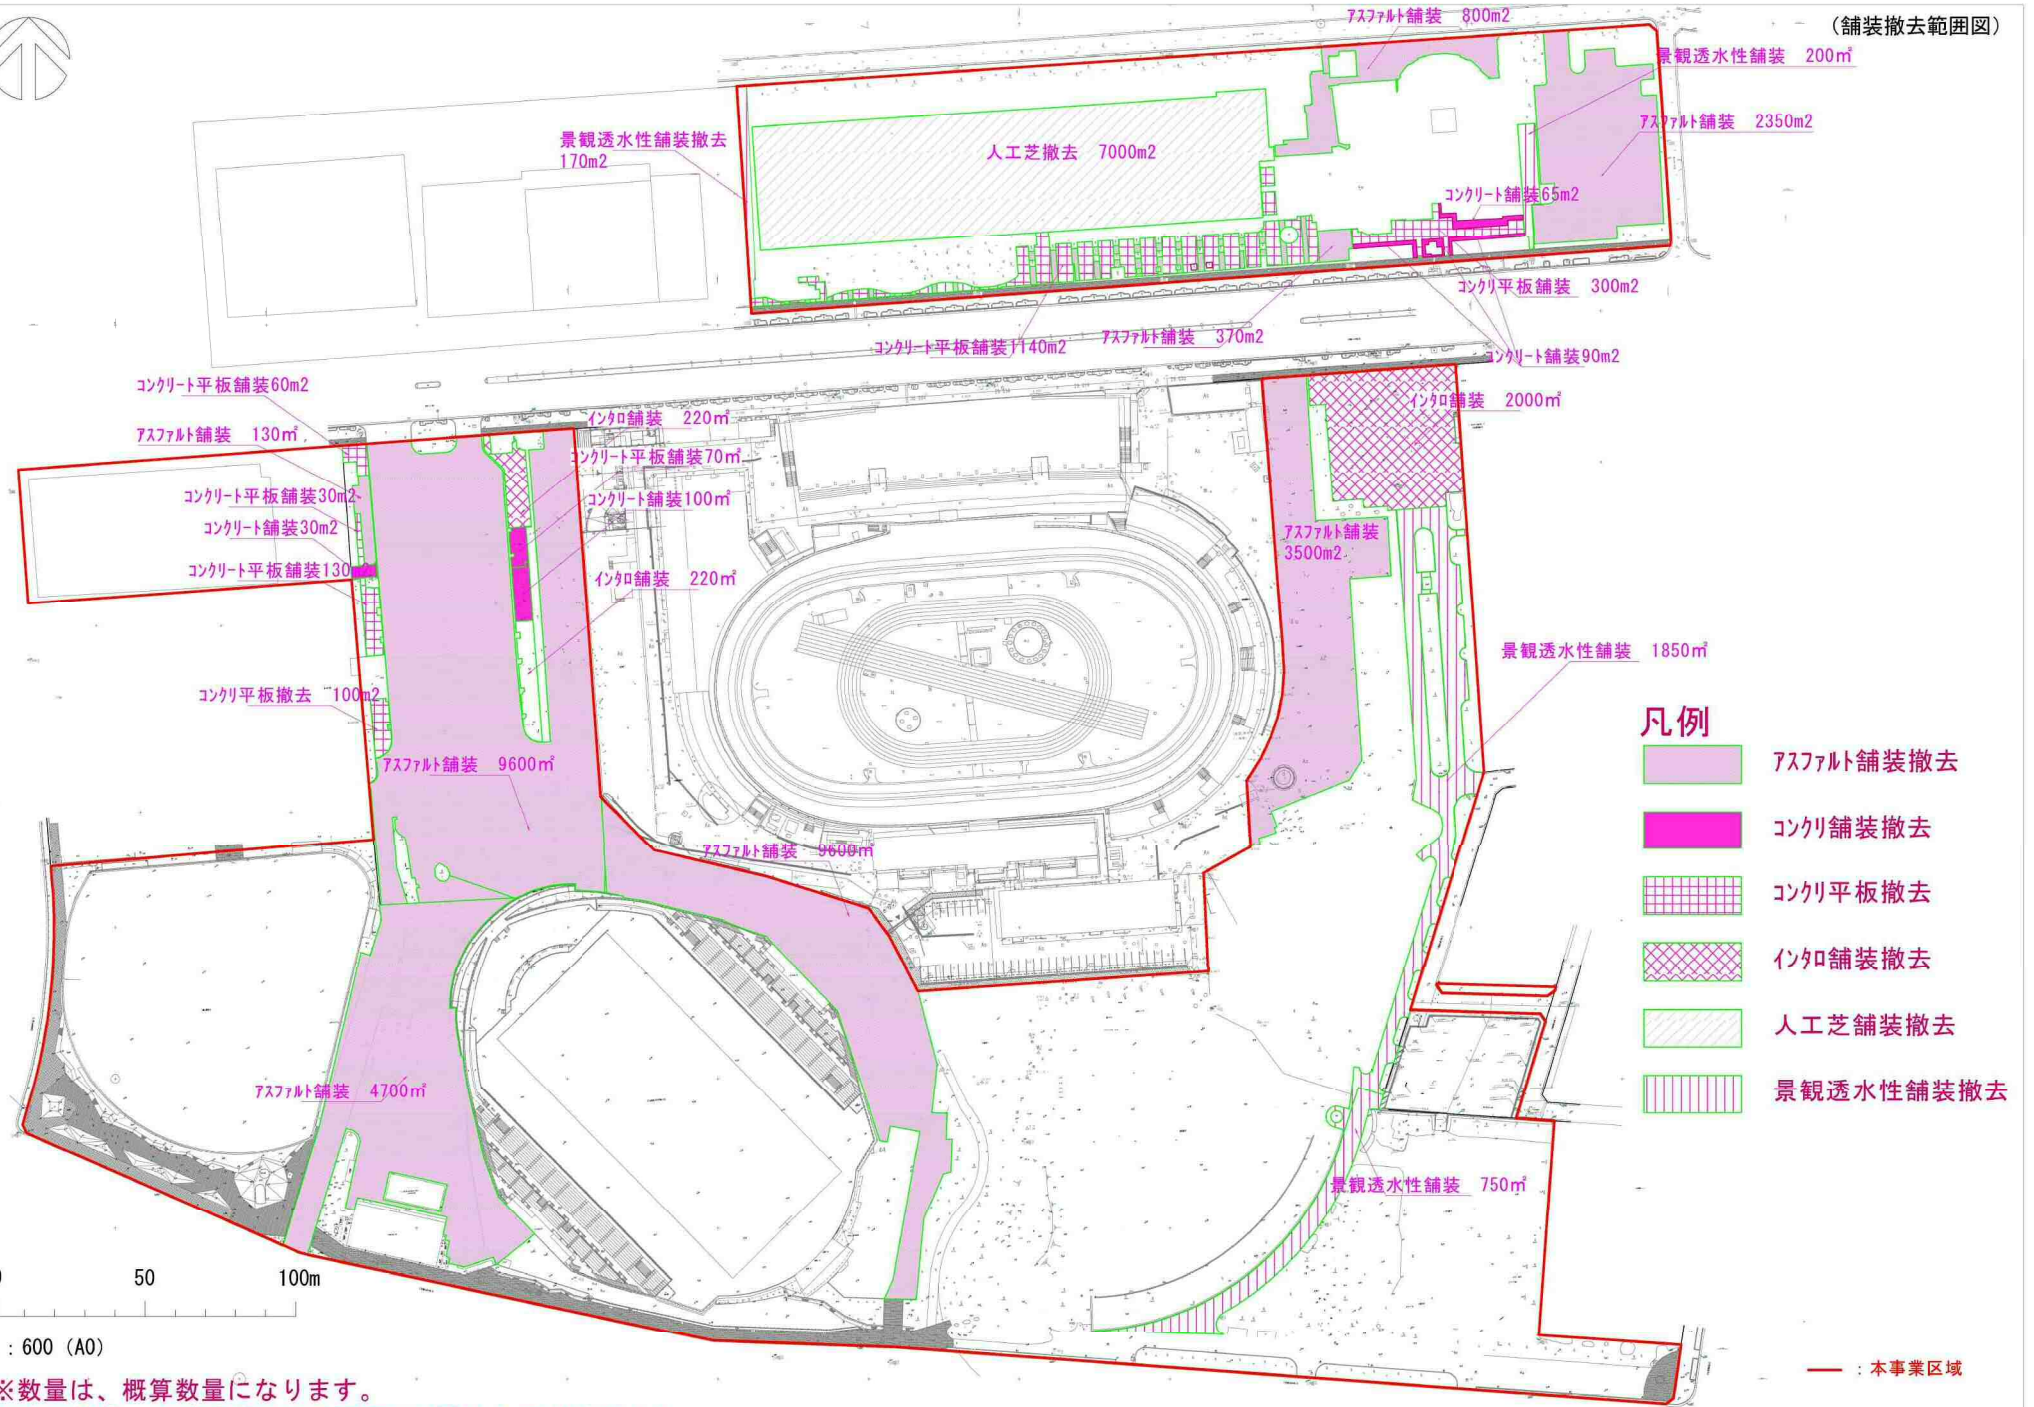 (舗装撤去範囲図)
アスファルト舗装 800m2
景観透水性舗装 200㎡
アスファルト舗装 2350m2
景観透水性舗装撤去
170m2
人工芝撤去 7000m2
コンクリート舗装65m2
コンクリ平板舗装 300m2
コンクリート平板舗装1140m2
アスファルト舗装 370m2
コンクリート舗装90m2
コンクリート平板舗装60m2
アスファルト舗装 130㎡
コンクリート平板舗装30m2
コンクリート舗装30m2
コンクリート平板舗装130
コンクリ平板撤去 100m2
インタロ舗装 220㎡
コンクリート平板舗装70㎡
コンクリート舗装100㎡
インタロ舗装 220㎡
インタロ舗装 2000㎡
アスファルト舗装
3500m2
景観透水性舗装 1850㎡
アスファルト舗装 9600㎡
アスファルト舗装 9600㎡
アスファルト舗装 4700㎡
景観透水性舗装 750㎡
凡例
アスファルト舗装撤去
コンクリ舗装撤去
コンクリ平板撤去
インタロ舗装撤去
人工芝舗装撤去
景観透水性舗装撤去
50 100m
: 600 (A0)
※数量は、概算数量になります。
: 本事業区域